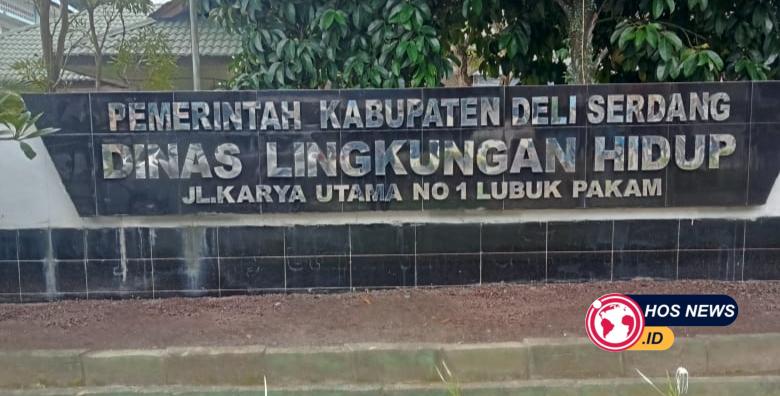 PEMERINTAH KABUPATEN DELI SERDANG
DINAS LINGKUNGAN HIDUP
JL.KARYA UTAMA NO 1 LUBUK PAKAM
HOS NEWS
.ID